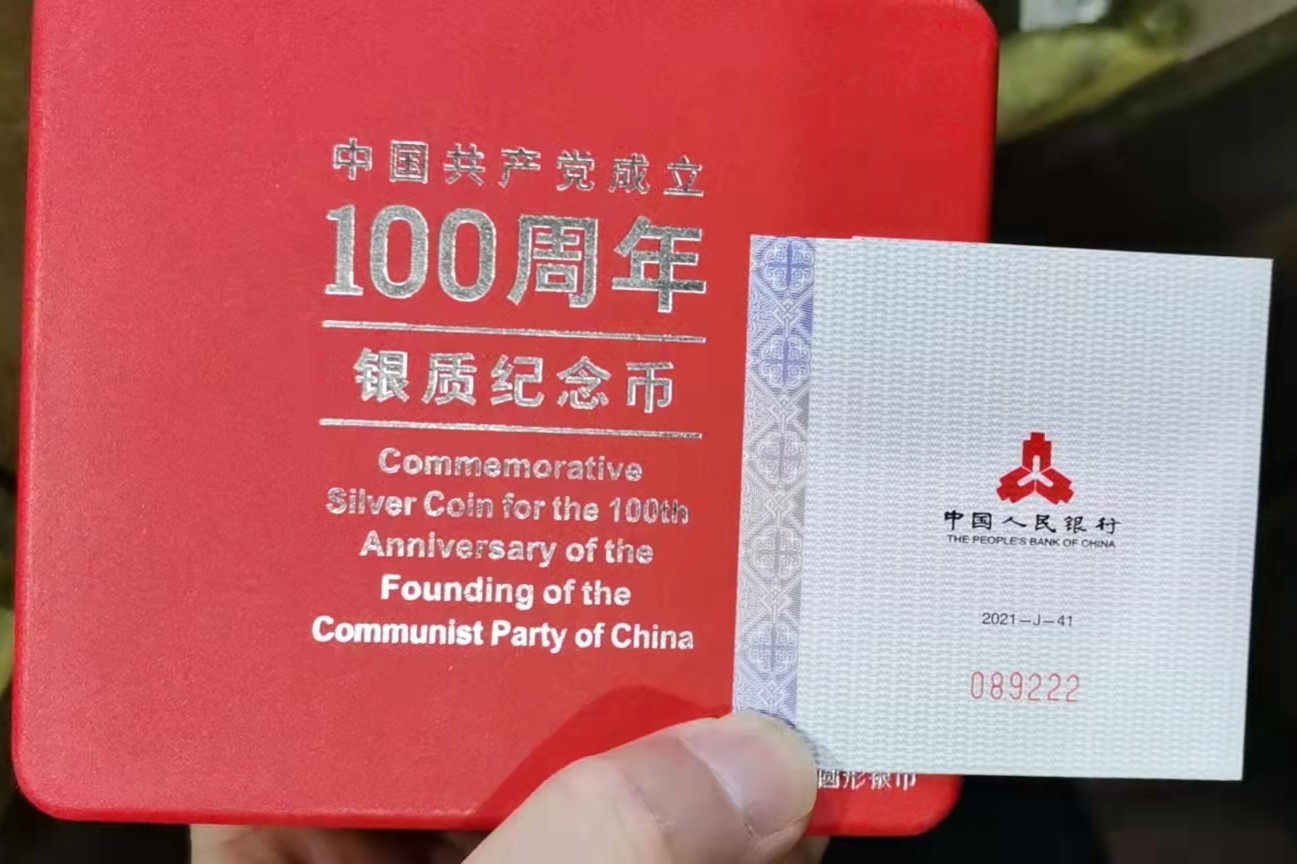 中国共产党成立
100周年
银质纪念币
Commemorative
Silver Coin for the 100th
Anniversary of the
Founding of the
Communist Party of China
中国人民银行
THE PEOPLE'S BANK OF CHINA
2021-J-41
089222
圆形银币